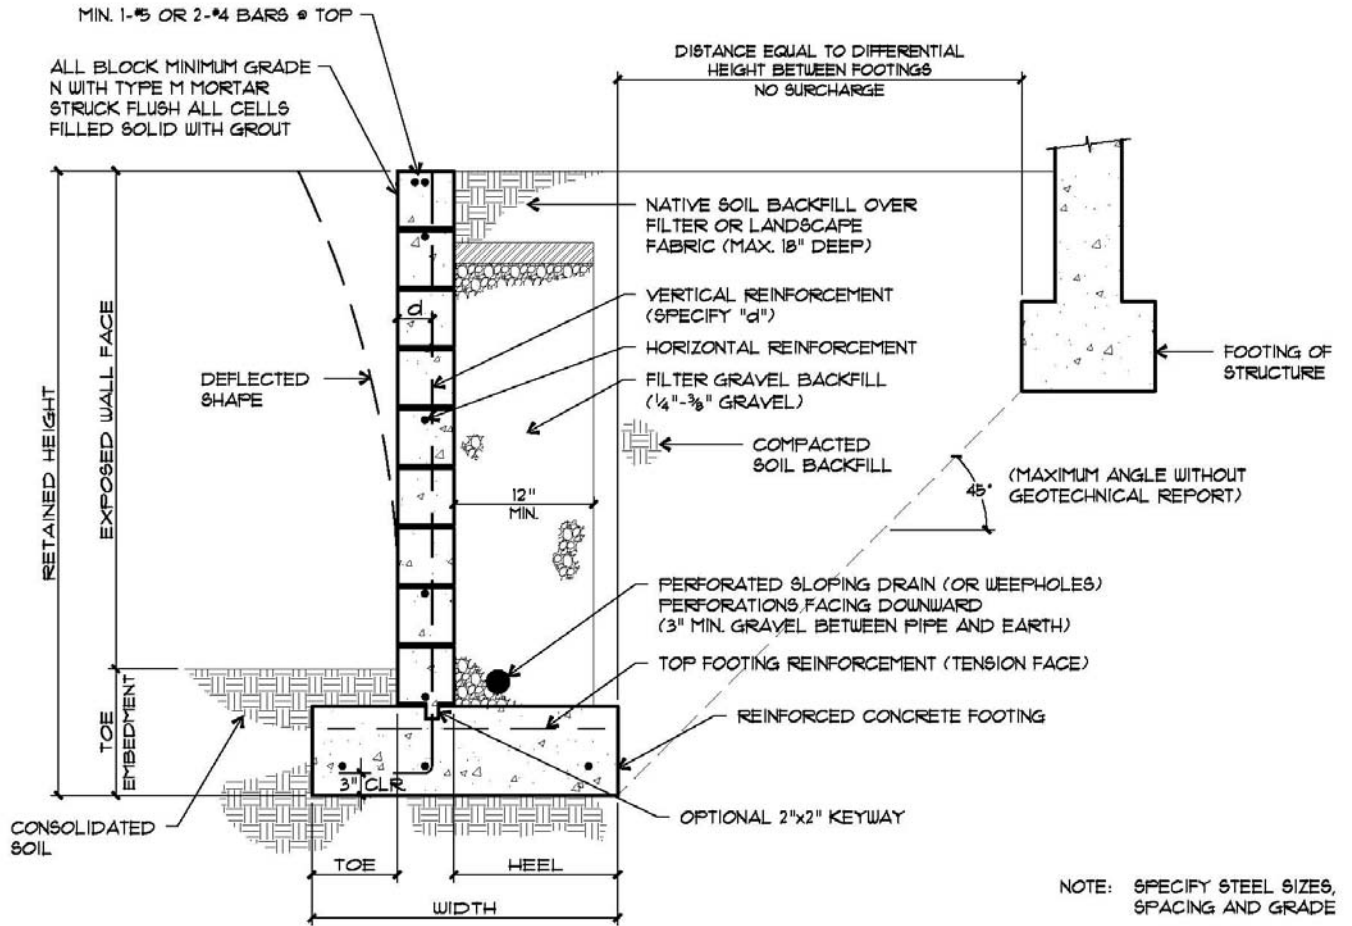 MIN. 1-#5 OR 2-#4 BARS @ TOP
ALL BLOCK MINIMUM GRADE
N WITH TYPE M MORTAR
STRUCK FLUSH ALL CELLS
FILLED SOLID WITH GROUT
DISTANCE EQUAL TO DIFFERENTIAL
HEIGHT BETWEEN FOOTINGS
NO SURCHARGE
NATIVE SOIL BACKFILL OVER
FILTER OR LANDSCAPE
FABRIC (MAX. 18" DEEP)
VERTICAL REINFORCEMENT
(SPECIFY "d")
HORIZONTAL REINFORCEMENT
FILTER GRAVEL BACKFILL
(1/4"-3/8" GRAVEL)
d
DEFLECTED
SHAPE
FOOTING OF
STRUCTURE
COMPACTED
SOIL BACKFILL
45°
(MAXIMUM ANGLE WITHOUT
GEOTECHNICAL REPORT)
12"
MIN.
RETAINED HEIGHT
EXPOSED WALL FACE
TOE
EMBEDMENT
PERFORATED SLOPING DRAIN (OR WEEPHOLES)
PERFORATIONS FACING DOWNWARD
(3" MIN. GRAVEL BETWEEN PIPE AND EARTH)
TOP FOOTING REINFORCEMENT (TENSION FACE)
REINFORCED CONCRETE FOOTING
3" CLR.
OPTIONAL 2"x2" KEYWAY
CONSOLIDATED
SOIL
TOE
HEEL
WIDTH
NOTE: SPECIFY STEEL SIZES,
SPACING AND GRADE